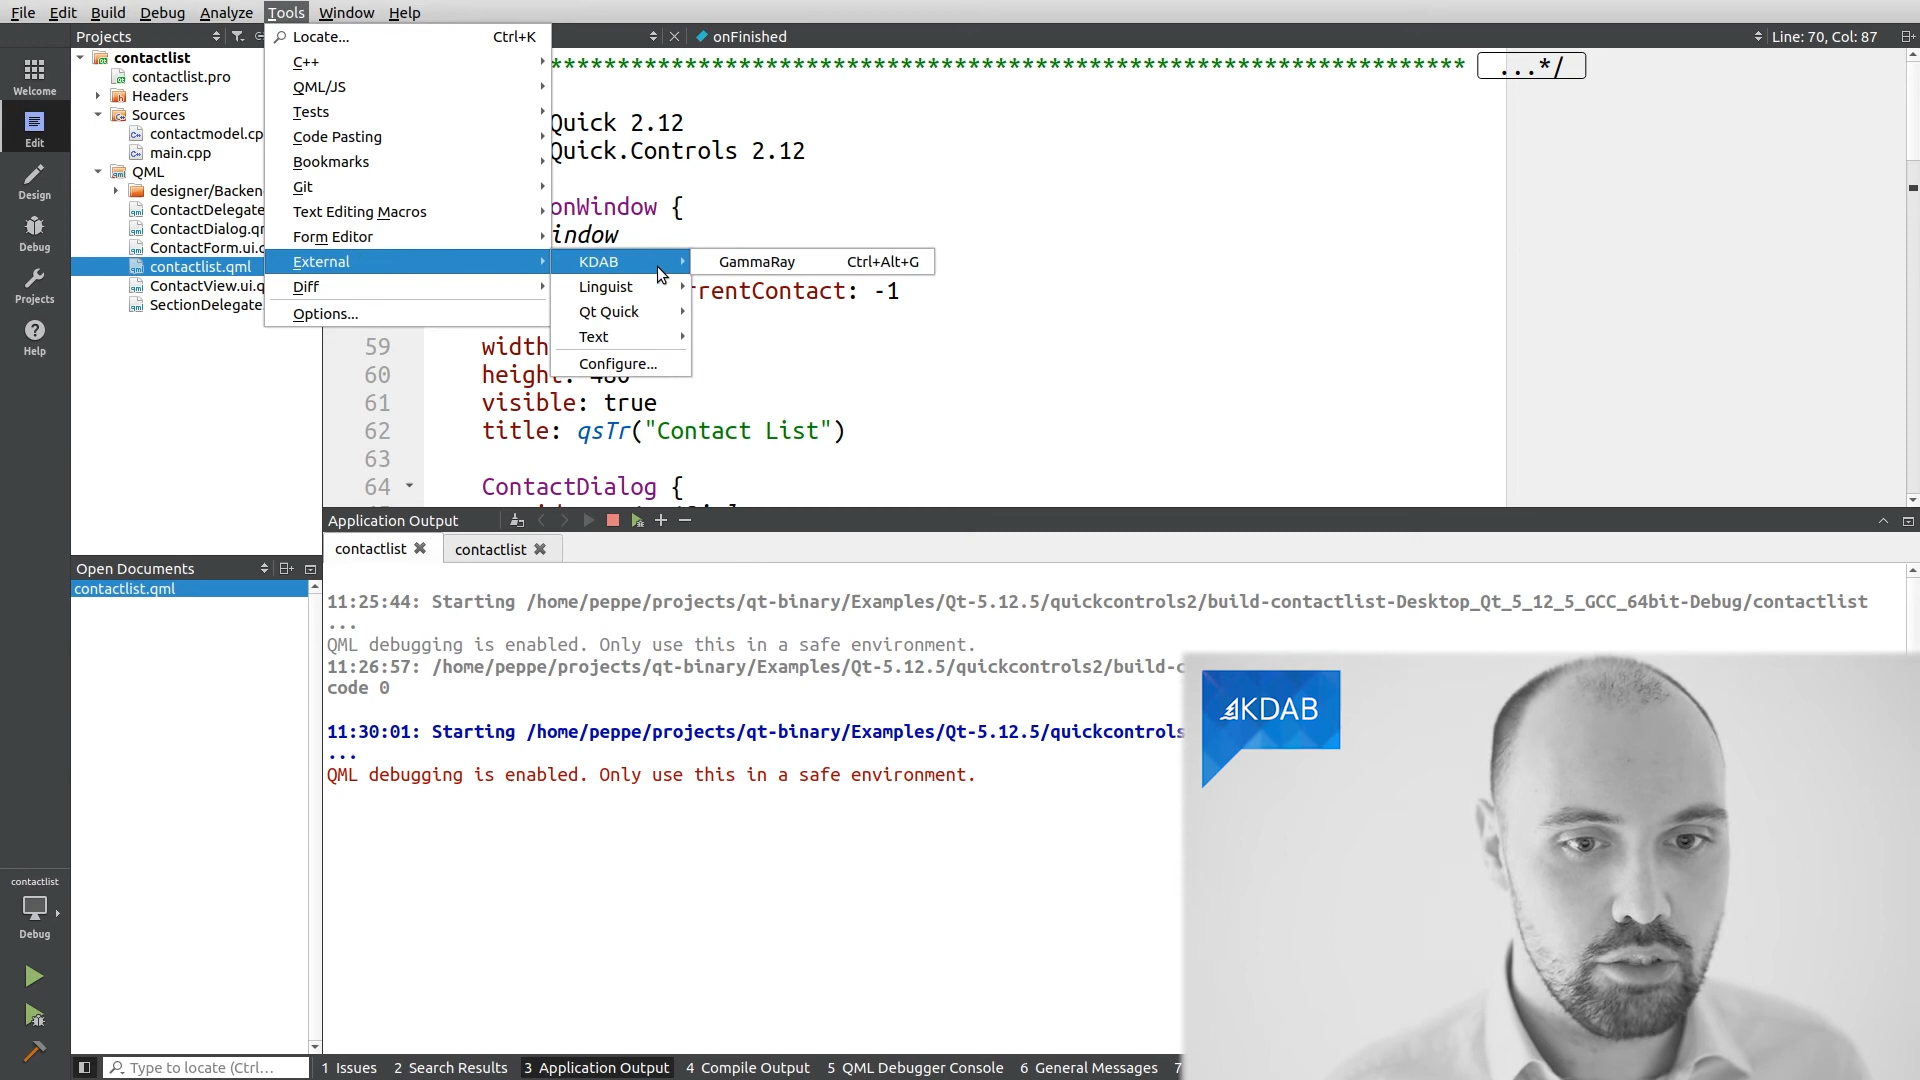 File Edit Build Debug Analyze Tools Window Help
Projects
onFinished
Line: 70, Col: 87
Welcome
Edit
Design
Debug
Projects
Help
contactlist
contactlist.pro
Headers
Sources
contactmodel.cp
main.cpp
QML
designer/Backen
ContactDelegate
ContactDialog.q
ContactForm.ui.
contactlist.qml
ContactView.ui.q
SectionDelegate
Locate... Ctrl+K
C++
QML/JS
Tests
Code Pasting
Bookmarks
Git
Text Editing Macros
Form Editor
External
Diff
Options...
KDAB
Linguist
Qt Quick
Text
Configure...
GammaRay Ctrl+Alt+G
******************************************************************** ...*/
Quick 2.12
Quick.Controls 2.12
onWindow {
indow
rrentContact: -1
59 width
60 height: 480
61 visible: true
62 title: qsTr("Contact List")
63
64 ContactDialog {
Application Output
contactlist contactlist
11:25:44: Starting /home/peppe/projects/qt-binary/Examples/Qt-5.12.5/quickcontrols2/build-contactlist-Desktop_Qt_5_12_5_GCC_64bit-Debug/contactlist
...
QML debugging is enabled. Only use this in a safe environment.
11:26:57: /home/peppe/projects/qt-binary/Examples/Qt-5.12.5/quickcontrols2/build-c
code 0
11:30:01: Starting /home/peppe/projects/qt-binary/Examples/Qt-5.12.5/quickcontrols
...
QML debugging is enabled. Only use this in a safe environment.
Open Documents
contactlist.qml
KDAB
contactlist
Debug
Type to locate (Ctrl...
1 Issues 2 Search Results 3 Application Output 4 Compile Output 5 QML Debugger Console 6 General Messages 7